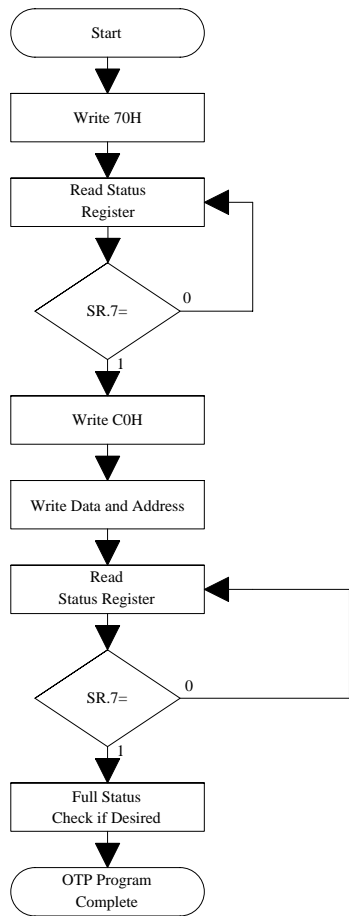 Start
Write 70H
Read Status
Register
SR.7=
0
1
Write C0H
Write Data and Address
Read
Status Register
SR.7=
0
1
Full Status
Check if Desired
OTP Program
Complete